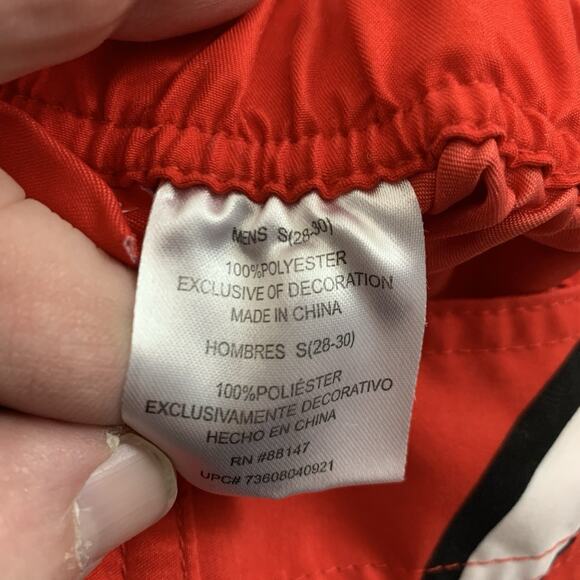 MENS S(28-30)
100%POLYESTER
EXCLUSIVE OF DECORATION
MADE IN CHINA
HOMBRES S(28-30)
100%POLIÉSTER
EXCLUSIVAMENTE DECORATIVO
HECHO EN CHINA
RN #88147
UPC# 73608040921